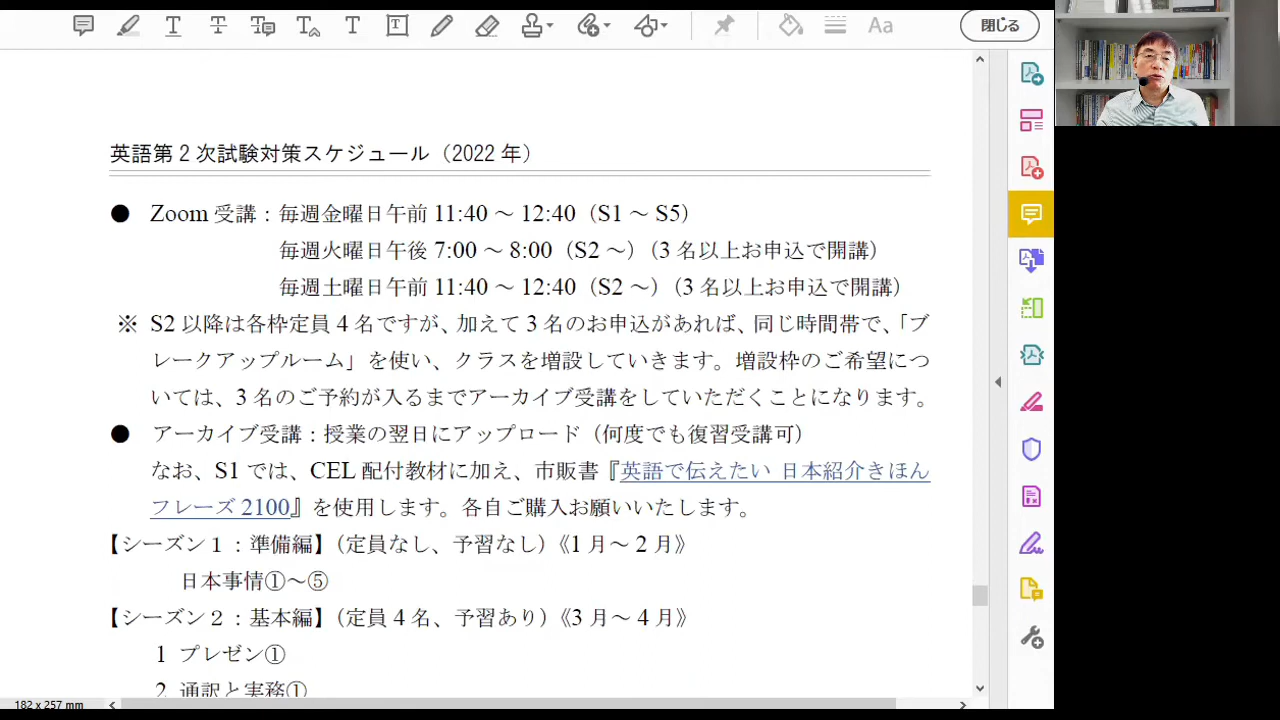 閉じる
英語第２次試験対策スケジュール（2022 年）
● Zoom 受講：毎週金曜日午前 11:40 ～ 12:40（S1 ～ S5）
毎週火曜日午後 7:00 ～ 8:00（S2 ～）（3 名以上お申込で開講）
毎週土曜日午前 11:40 ～ 12:40（S2 ～）（3 名以上お申込で開講）
※ S2 以降は各枠定員 4 名ですが、加えて 3 名のお申込があれば、同じ時間帯で、「ブ
レークアップルーム」を使い、クラスを増設していきます。増設枠のご希望につ
いては、3 名のご予約が入るまでアーカイブ受講をしていただくことになります。
● アーカイブ受講：授業の翌日にアップロード（何度でも復習受講可）
なお、S1 では、CEL 配付教材に加え、市販書『英語で伝えたい 日本紹介きほん
フレーズ 2100』を使用します。各自ご購入お願いいたします。
【シーズン１：準備編】（定員なし、予習なし）《1 月～ 2 月》
日本事情①～⑤
【シーズン２：基本編】（定員 4 名、予習あり）《3 月～ 4 月》
1 プレゼン①
2 通訳と実務①
182 x 257 mm